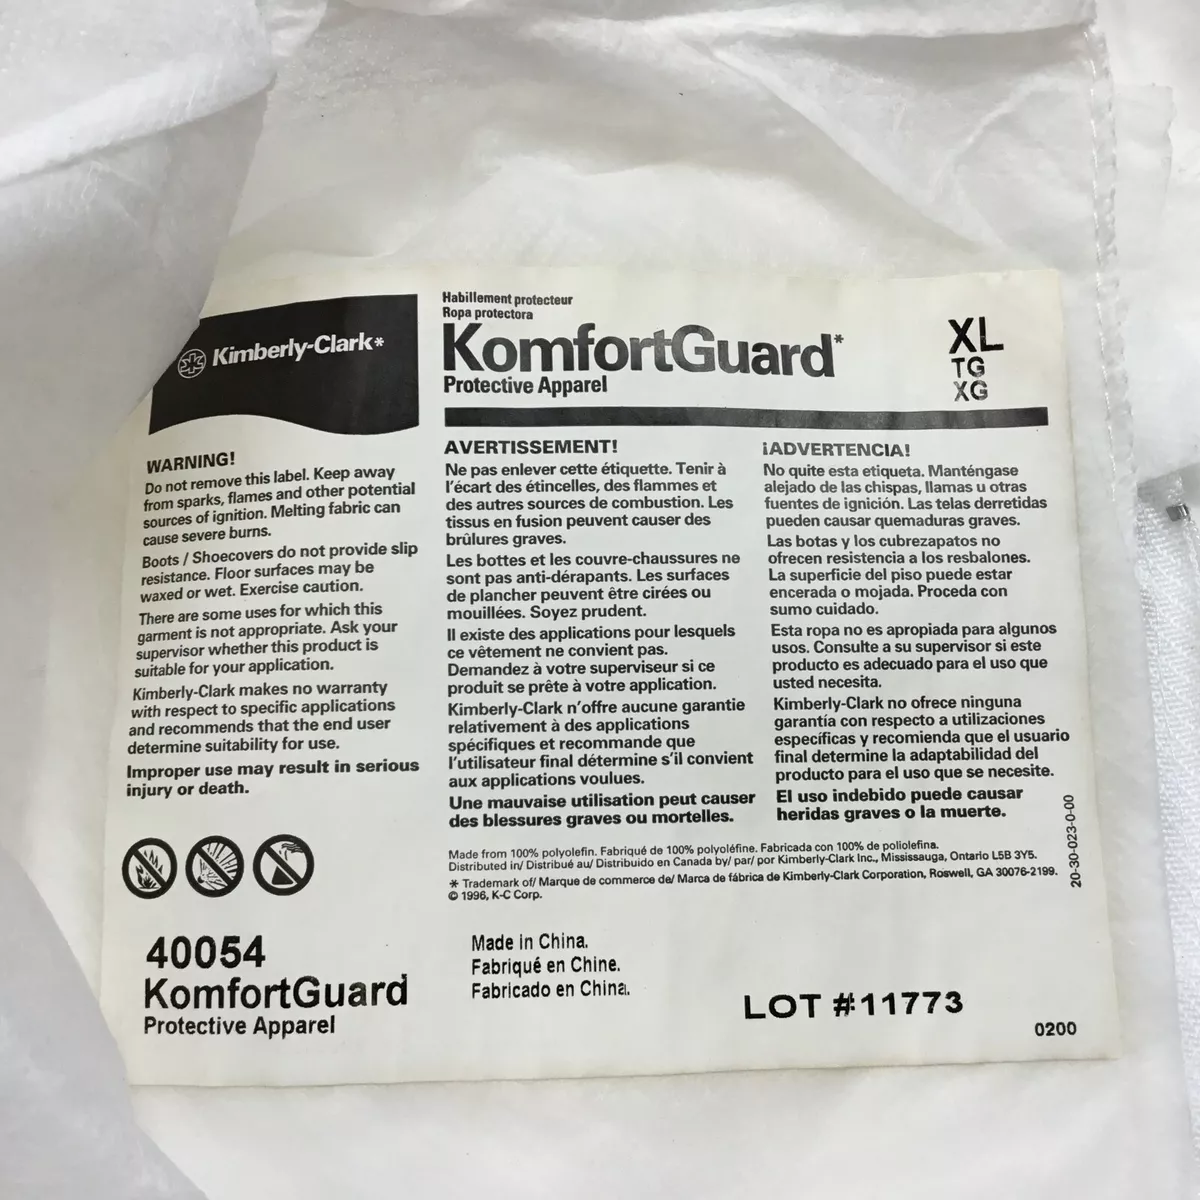 Kimberly-Clark*
Habillement protecteur
Ropa protectora
KomfortGuard*
Protective Apparel
XL
TG
XG
WARNING!
Do not remove this label. Keep away
from sparks, flames and other potential
sources of ignition. Melting fabric can
cause severe burns.
Boots / Shoecovers do not provide slip
resistance. Floor surfaces may be
waxed or wet. Exercise caution.
There are some uses for which this
garment is not appropriate. Ask your
supervisor whether this product is
suitable for your application.
Kimberly-Clark makes no warranty
with respect to specific applications
and recommends that the end user
determine suitability for use.
Improper use may result in serious
injury or death.
AVERTISSEMENT!
Ne pas enlever cette étiquette. Tenir à
l'écart des étincelles, des flammes et
des autres sources de combustion. Les
tissus en fusion peuvent causer des
brûlures graves.
Les bottes et les couvre-chaussures ne
sont pas anti-dérapants. Les surfaces
de plancher peuvent être cirées ou
mouillées. Soyez prudent.
Il existe des applications pour lesquels
ce vêtement ne convient pas.
Demandez à votre superviseur si ce
produit se prête à votre application.
Kimberly-Clark n'offre aucune garantie
relativement à des applications
spécifiques et recommande que
l'utilisateur final détermine s'il convient
aux applications voulues.
Une mauvaise utilisation peut causer
des blessures graves ou mortelles.
¡ADVERTENCIA!
No quite esta etiqueta. Manténgase
alejado de las chispas, llamas u otras
fuentes de ignición. Las telas derretidas
pueden causar quemaduras graves.
Las botas y los cubrezapatos no
ofrecen resistencia a los resbalones.
La superficie del piso puede estar
encerada o mojada. Proceda con
sumo cuidado.
Esta ropa no es apropiada para algunos
usos. Consulte a su supervisor si este
producto es adecuado para el uso que
usted necesita.
Kimberly-Clark no ofrece ninguna
garantía con respecto a utilizaciones
específicas y recomienda que el usuario
final determine la adaptabilidad del
producto para el uso que se necesite.
El uso indebido puede causar
heridas graves o la muerte.
Made from 100% polyolefin. Fabriqué de 100% polyoléfine. Fabricada con 100% de poliolefina.
Distributed in/ Distribué au/ Distribuido en Canada by/ par/ por Kimberly-Clark Inc., Mississauga, Ontario L5B 3Y5.
* Trademark of/ Marque de commerce de/ Marca de fábrica de Kimberly-Clark Corporation, Roswell, GA 30076-2199.
© 1996, K-C Corp.
20-30-023-0-00
40054
KomfortGuard
Protective Apparel
Made in China.
Fabriqué en Chine.
Fabricado en China.
LOT #11773
0200